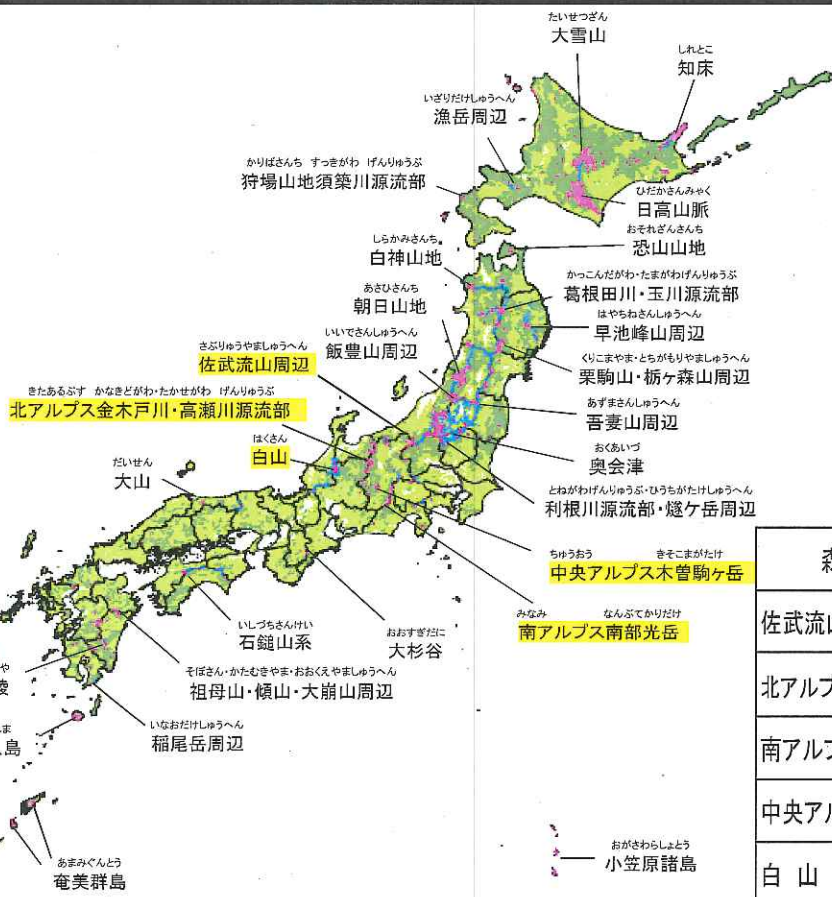 たいせつざん
大雪山
しれとこ
知床
いざりだけしゅうへん
漁岳周辺
かりばさんち すっきがわ げんりゅうぶ
狩場山地須築川源流部
ひだかさんみゃく
日高山脈
おそれざんさんち
恐山山地
しらかみさんち
白神山地
かっこんだがわ・たまがわげんりゅうぶ
葛根田川・玉川源流部
あさひさんち
朝日山地
はやちねさんしゅうへん
早池峰山周辺
いいでさんしゅうへん
飯豊山周辺
さぶりゅうやましゅうへん
佐武流山周辺
くりこまやま・とちがもりやましゅうへん
栗駒山・栃ヶ森山周辺
きたあるぷす かなきどがわ・たかせがわ げんりゅうぶ
北アルプス金木戸川・高瀬川源流部
あずまさんしゅうへん
吾妻山周辺
はくさん
白山
おくあいづ
奥会津
だいせん
大山
とねがわげんりゅうぶ・ひうちがたけしゅうへん
利根川源流部・燧ケ岳周辺
ちゅうおう きそこまがたけ
中央アルプス木曽駒ヶ岳
みなみ なんぶてかりだけ
南アルプス南部光岳
いしづちさんけい
石鎚山系
おおすぎだに
大杉谷
そぼさん・かたむきやま・おおくえやましゅうへん
祖母山・傾山・大崩山周辺
や
いなおだけしゅうへん
稲尾岳周辺
ま
島
あまみぐんとう
奄美群島
おがさわらしょとう
小笠原諸島
森
佐武流山
北アルプ
南アルプ
中央アル
白 山